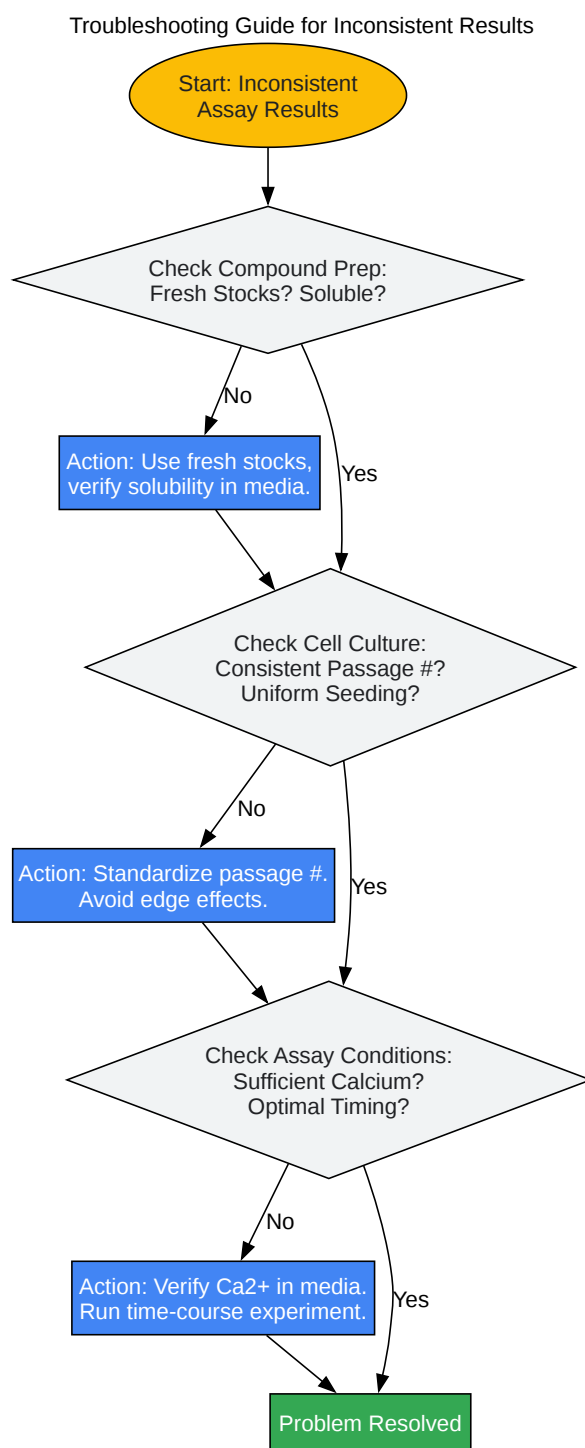 Troubleshooting Guide for Inconsistent Results
Start: Inconsistent
Assay Results
Check Compound Prep:
Fresh Stocks? Soluble?
No
Action: Use fresh stocks,
verify solubility in media.
Yes
Check Cell Culture:
Consistent Passage #?
Uniform Seeding?
No
Action: Standardize passage #.
Avoid edge effects.
Yes
Check Assay Conditions:
Sufficient Calcium?
Optimal Timing?
No
Action: Verify Ca2+ in media.
Run time-course experiment.
Yes
Problem Resolved